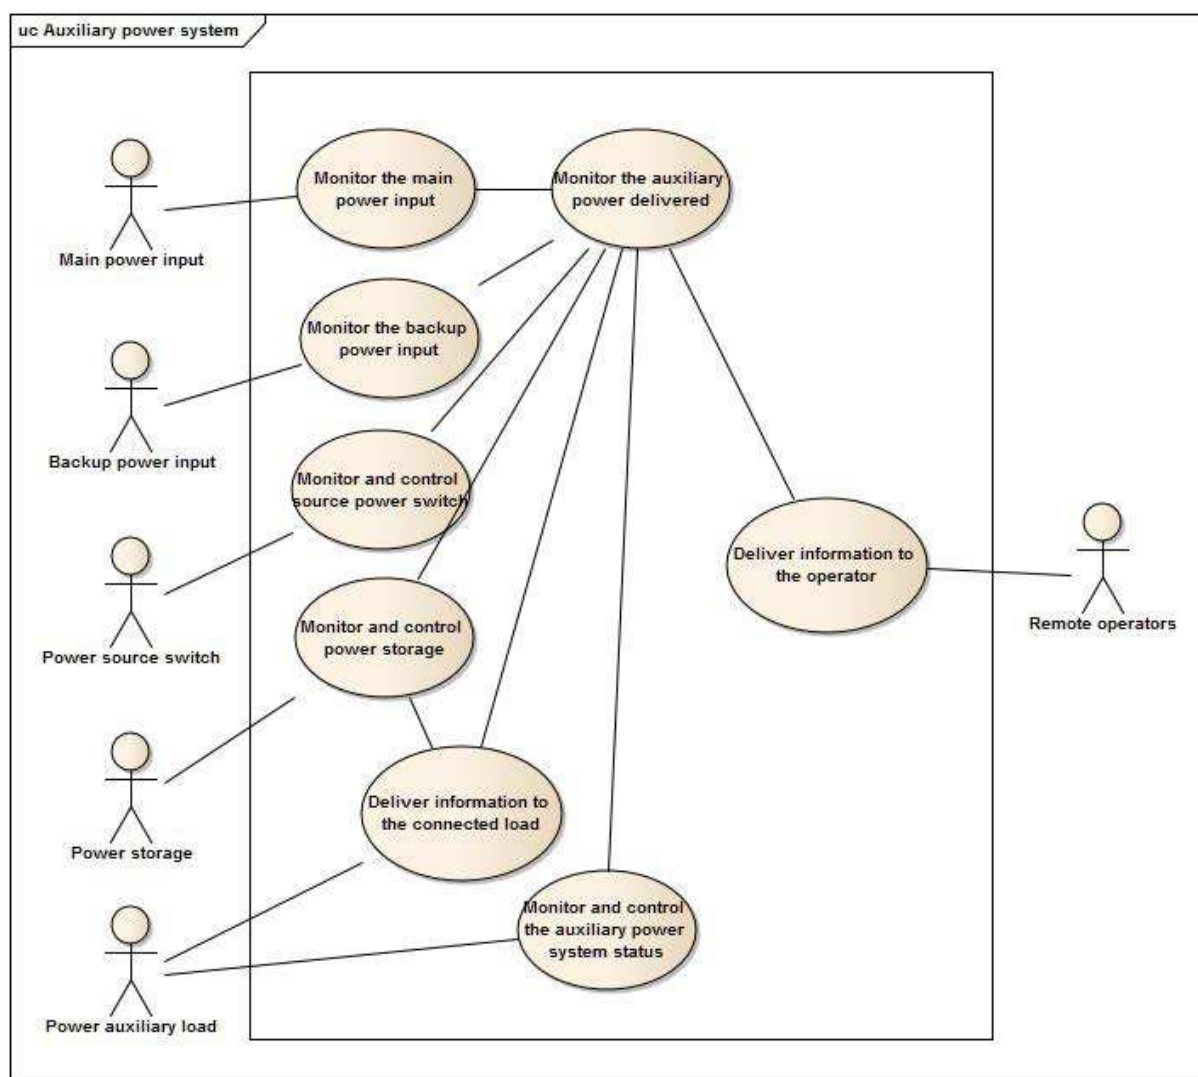 uc Auxiliary power system
Monitor the main
power input
Monitor the auxiliary
power delivered
Main power input
Monitor the backup
power input
Backup power input
Monitor and control
source power switch
Deliver information to
the operator
Remote operators
Power source switch
Monitor and control
power storage
Deliver information to
the connected load
Power storage
Monitor and control
the auxiliary power
system status
Power auxiliary load